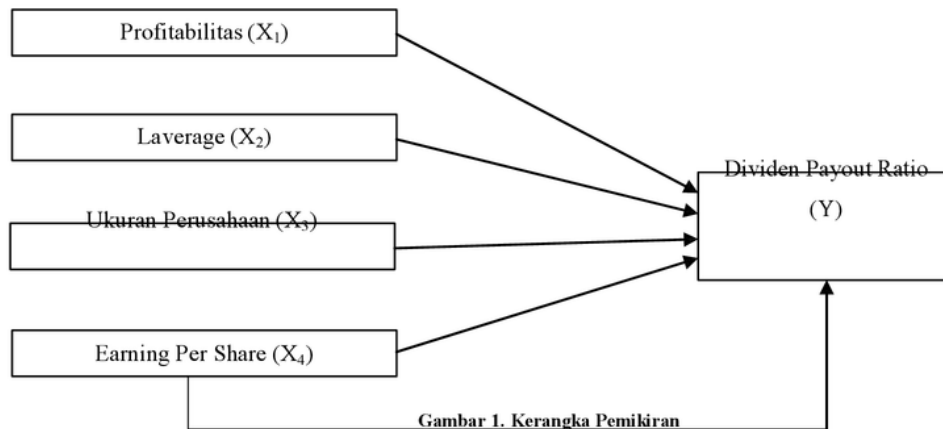 Profitabilitas (X₁)
Laverage (X₂)
Ukuran Perusahaan (X₃)
Earning Per Share (X₄)
Dividen Payout Ratio
(Y)
Gambar 1. Kerangka Pemikiran